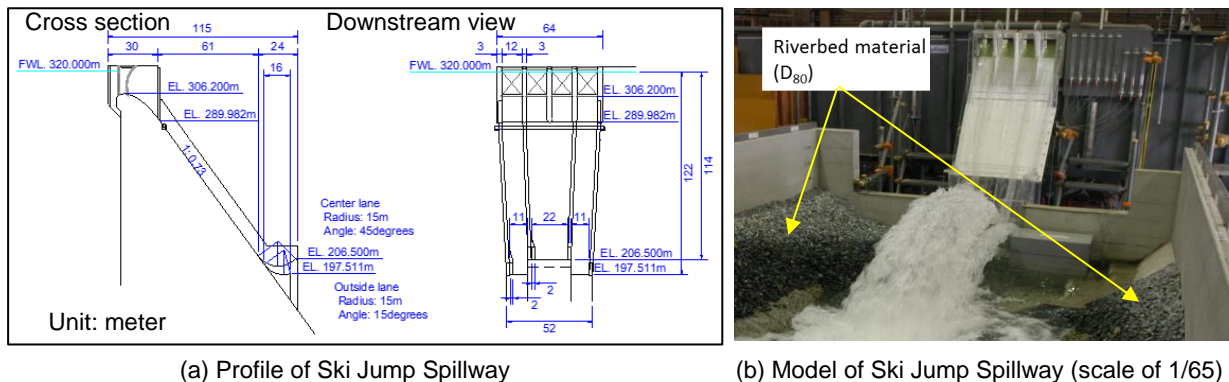 Cross section
115
30
61
24
16
FWL. 320.000m
EL. 306.200m
EL. 289.982m
1: 0.73
Center lane
Radius: 15m
Angle: 45degrees
EL. 206.500m
EL. 197.511m
Outside lane
Radius: 15m
Angle: 15degrees
Unit: meter
Downstream view
64
3
12
3
FWL. 320.000m
EL. 306.200m
EL. 289.982m
122
114
11
22
11
EL. 206.500m
EL. 197.511m
2
2
52
Riverbed material
(D80)
(a) Profile of Ski Jump Spillway
(b) Model of Ski Jump Spillway (scale of 1/65)